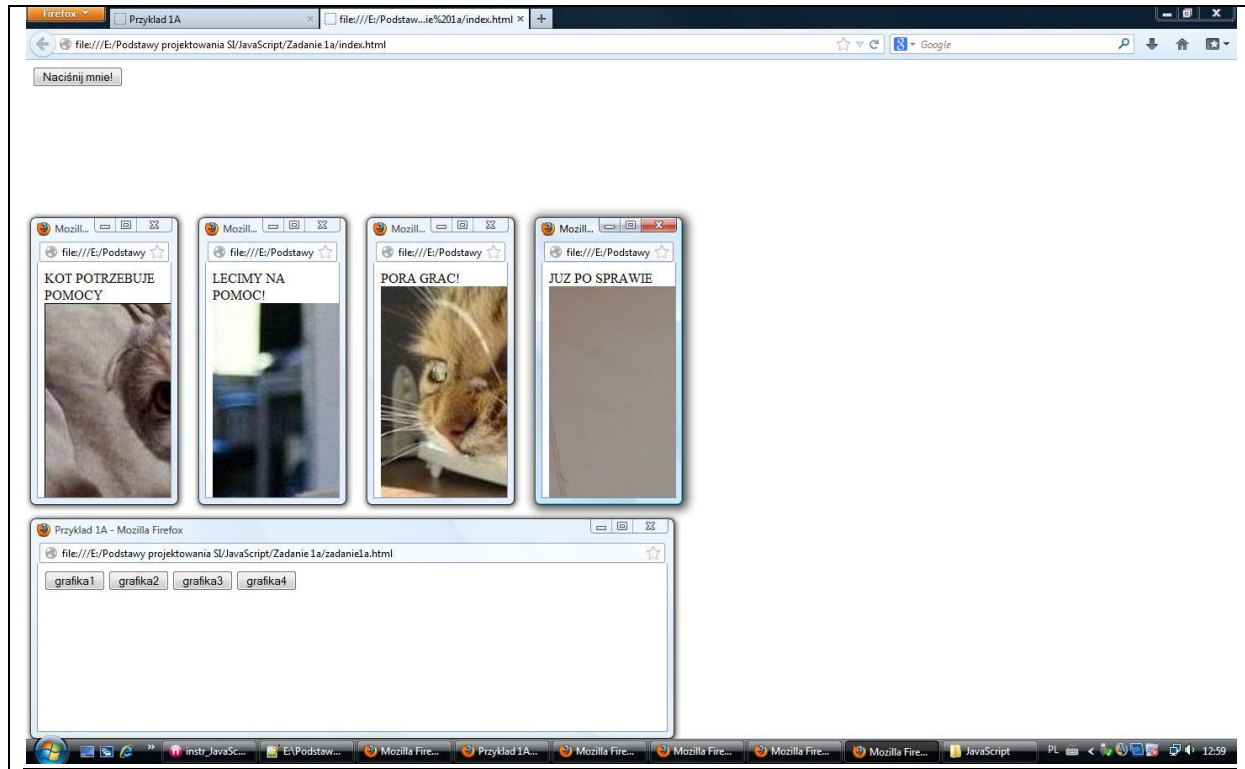 Firefox
Przyklad 1A
file:///E:/Podstaw...ie%201a/index.html
file:///E:/Podstawy projektowania SI/JavaScript/Zadanie 1a/index.html
Google
Naciśnij mnie!
Mozill...
file:///E:/Podstawy
KOT POTRZEBUJE
POMOCY
Mozill...
file:///E:/Podstawy
LECIMY NA
POMOC!
Mozill...
file:///E:/Podstawy
PORA GRAC!
Mozill...
file:///E:/Podstawy
JUZ PO SPRAWIE
Przyklad 1A - Mozilla Firefox
file:///E:/Podstawy projektowania SI/JavaScript/Zadanie 1a/zadanie1a.html
grafika1 grafika2 grafika3 grafika4
instr_JavaSc... E:\Podstaw... Mozilla Fire... Przyklad 1A... Mozilla Fire... Mozilla Fire... Mozilla Fire... Mozilla Fire... JavaScript PL 12:59